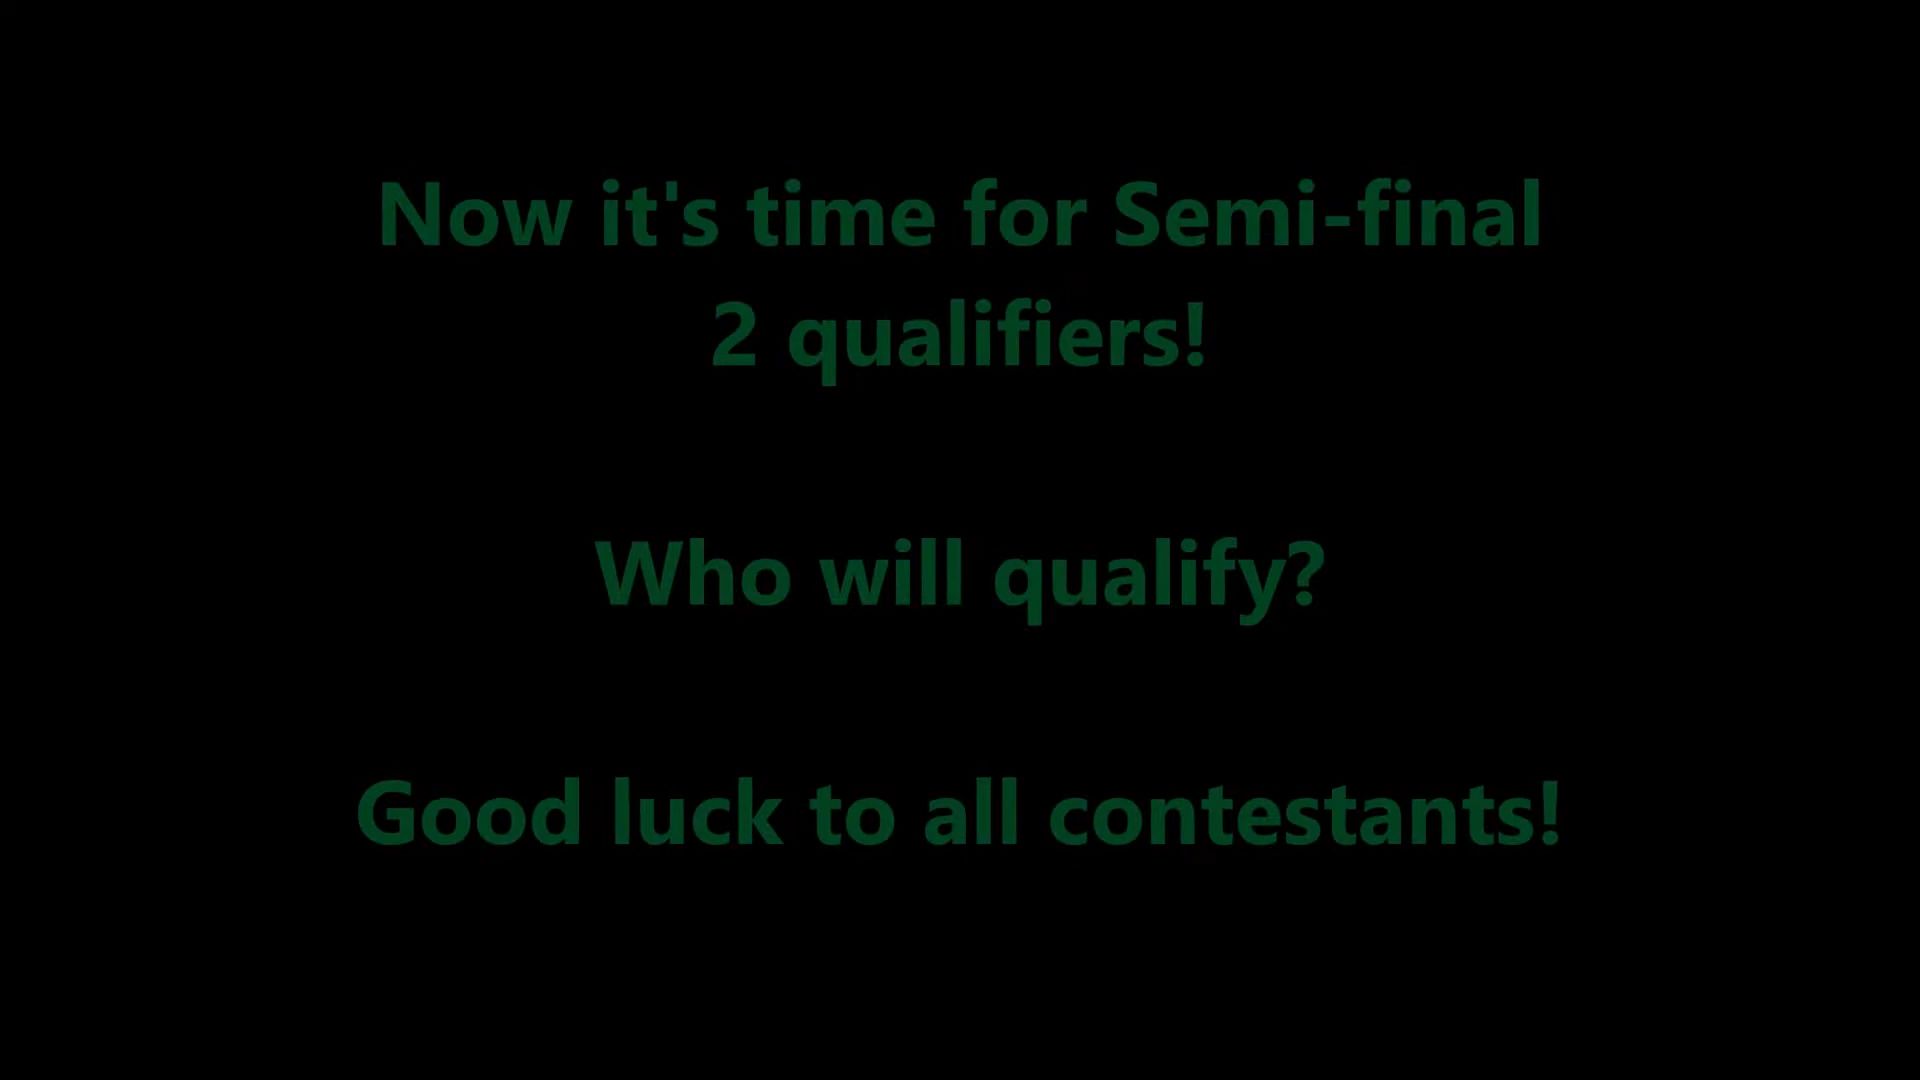 Now it's time for Semi-final
2 qualifiers!
Who will qualify?
Good luck to all contestants!